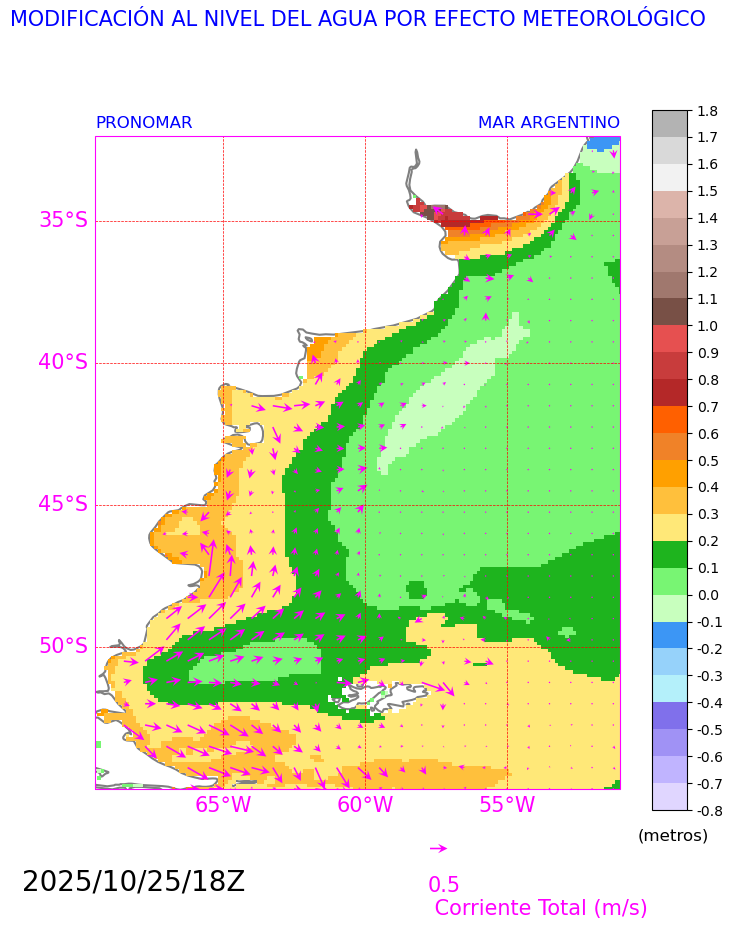 MODIFICACIÓN AL NIVEL DEL AGUA POR EFECTO METEOROLÓGICO
PRONOMAR
MAR ARGENTINO
1.8
1.7
1.6
1.5
1.4
1.3
1.2
1.1
1.0
0.9
0.8
0.7
0.6
0.5
0.4
0.3
0.2
0.1
0.0
-0.1
-0.2
-0.3
-0.4
-0.5
-0.6
-0.7
-0.8
(metros)
35°S
40°S
45°S
50°S
65°W
60°W
55°W
0.5
Corriente Total (m/s)
2025/10/25/18Z